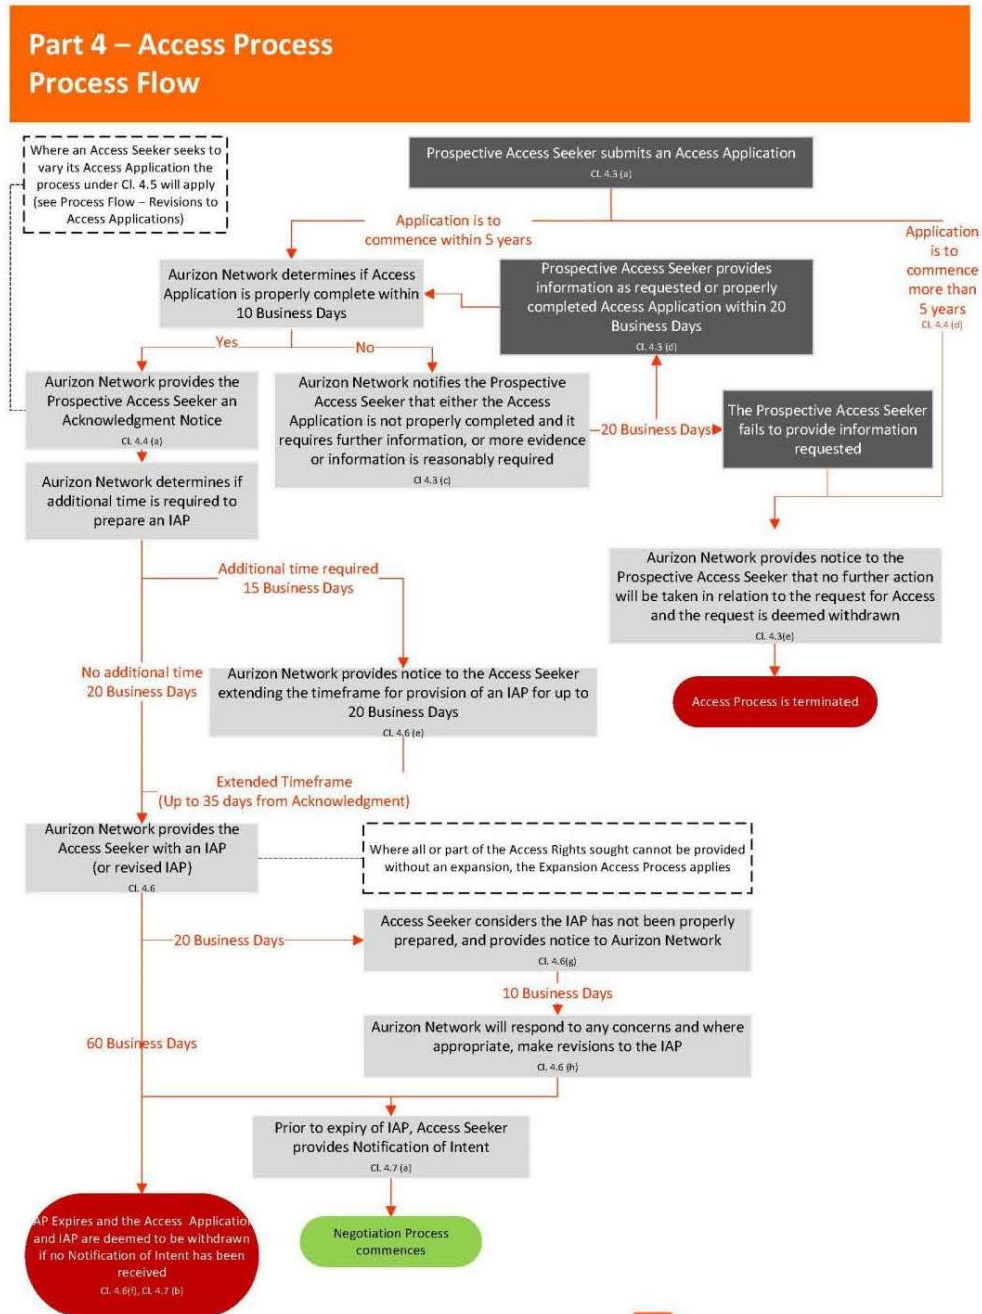 Part 4 – Access Process
Process Flow
Where an Access Seeker seeks to
vary its Access Application the
process under Cl. 4.5 will apply
(see Process Flow – Revisions to
Access Applications)
Prospective Access Seeker submits an Access Application
Cl. 4.3 (a)
Application is to
commence within 5 years
Application
is to
commence
more than
5 years
Cl. 4.4 (d)
Aurizon Network determines if Access
Application is properly complete within
10 Business Days
Prospective Access Seeker provides
information as requested or properly
completed Access Application within 20
Business Days
Cl. 4.3 (d)
Yes
No
Aurizon Network provides the
Prospective Access Seeker an
Acknowledgment Notice
Cl. 4.4 (a)
Aurizon Network notifies the Prospective
Access Seeker that either the Access
Application is not properly completed and it
requires further information, or more evidence
or information is reasonably required
Cl 4.3 (c)
20 Business Days
The Prospective Access Seeker
fails to provide information
requested
Aurizon Network determines if
additional time is required to
prepare an IAP
Additional time required
15 Business Days
Aurizon Network provides notice to the
Prospective Access Seeker that no further action
will be taken in relation to the request for Access
and the request is deemed withdrawn
Cl. 4.3(e)
No additional time
20 Business Days
Aurizon Network provides notice to the Access Seeker
extending the timeframe for provision of an IAP for up to
20 Business Days
Cl. 4.6 (e)
Access Process is terminated
Extended Timeframe
(Up to 35 days from Acknowledgment)
Aurizon Network provides the
Access Seeker with an IAP
(or revised IAP)
Cl. 4.6
Where all or part of the Access Rights sought cannot be provided
without an expansion, the Expansion Access Process applies
20 Business Days
Access Seeker considers the IAP has not been properly
prepared, and provides notice to Aurizon Network
Cl. 4.6(g)
10 Business Days
60 Business Days
Aurizon Network will respond to any concerns and where
appropriate, make revisions to the IAP
Cl. 4.6 (h)
Prior to expiry of IAP, Access Seeker
provides Notification of Intent
Cl. 4.7 (a)
AP Expires and the Access Application
and IAP are deemed to be withdrawn
if no Notification of Intent has been
received
Cl. 4.6(f), Cl. 4.7 (b)
Negotiation Process
commences